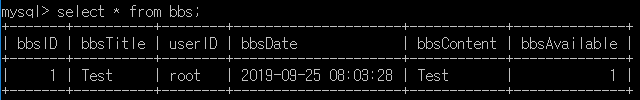 mysql> select * from bbs;
+-------+----------+--------+---------------------+------------+--------------+
| bbsID | bbsTitle | userID | bbsDate             | bbsContent | bbsAvailable |
+-------+----------+--------+---------------------+------------+--------------+
|     1 | Test     | root   | 2019-09-25 08:03:28 | Test       |            1 |
+-------+----------+--------+---------------------+------------+--------------+